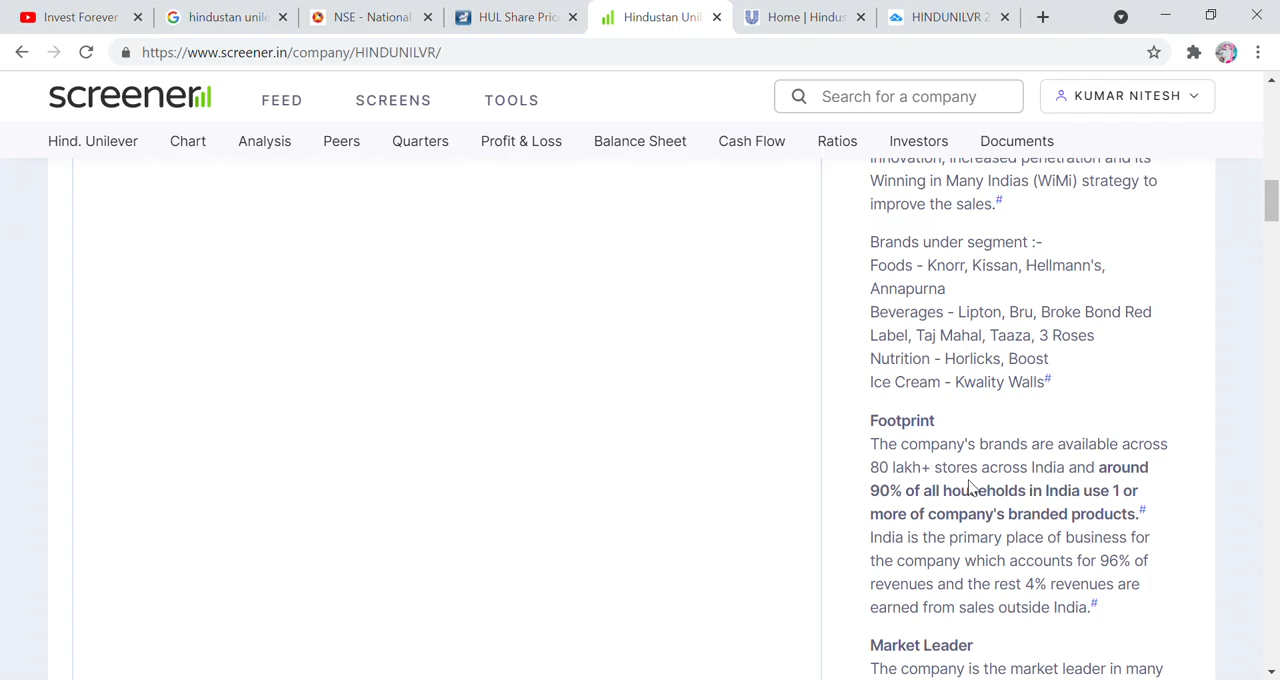 Invest Forever
hindustan unile
NSE - National
HUL Share Pric
Hindustan Unil
Home | Hindus
HINDUNILVR 2
https://www.screener.in/company/HINDUNILVR/
screener
FEED
SCREENS
TOOLS
Search for a company
KUMAR NITESH
Hind. Unilever
Chart
Analysis
Peers
Quarters
Profit & Loss
Balance Sheet
Cash Flow
Ratios
Investors
Documents
innovation, increased penetration and its
Winning in Many Indias (WiMi) strategy to
improve the sales.#
Brands under segment :-
Foods - Knorr, Kissan, Hellmann's,
Annapurna
Beverages - Lipton, Bru, Broke Bond Red
Label, Taj Mahal, Taaza, 3 Roses
Nutrition - Horlicks, Boost
Ice Cream - Kwality Walls#
Footprint
The company's brands are available across
80 lakh+ stores across India and around
90% of all households in India use 1 or
more of company's branded products.#
India is the primary place of business for
the company which accounts for 96% of
revenues and the rest 4% revenues are
earned from sales outside India.#
Market Leader
The company is the market leader in many